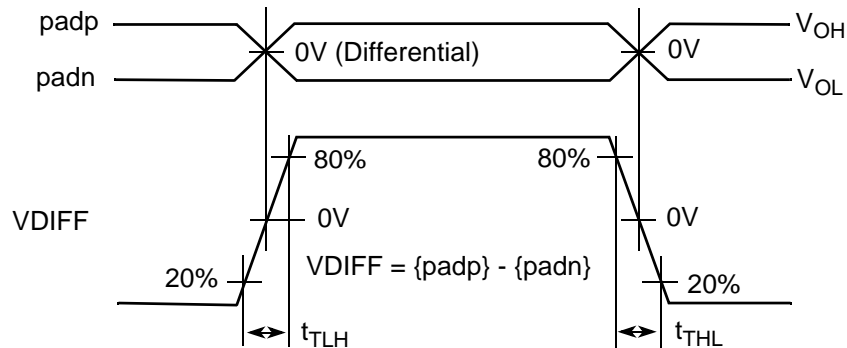 padp
V_OH
0V (Differential)
0V
padn
V_OL
80%
80%
VDIFF
0V
0V
VDIFF = {padp} - {padn}
20%
20%
t_TLH
t_THL